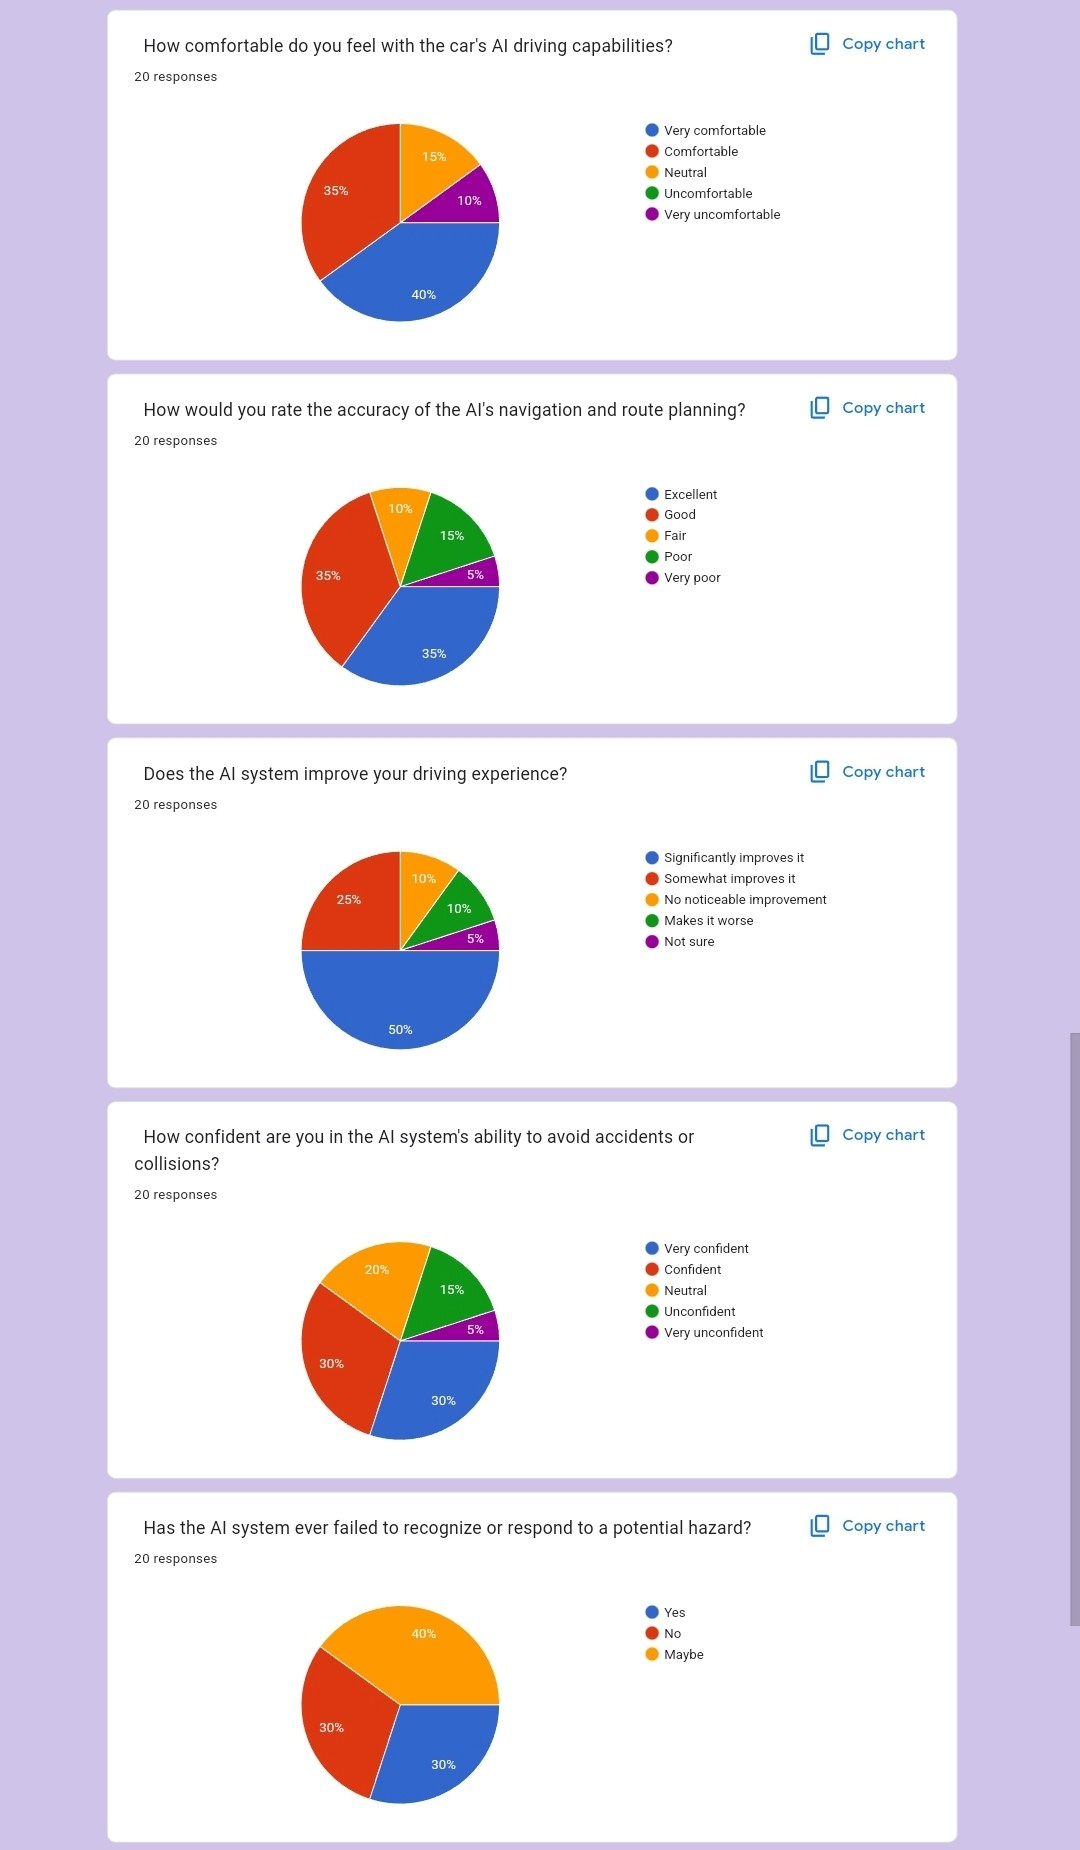 How comfortable do you feel with the car's AI driving capabilities?
Copy chart
20 responses
15%
35%
10%
40%
Very comfortable
Comfortable
Neutral
Uncomfortable
Very uncomfortable
How would you rate the accuracy of the AI's navigation and route planning?
Copy chart
20 responses
10%
15%
35%
5%
35%
Excellent
Good
Fair
Poor
Very poor
Does the AI system improve your driving experience?
Copy chart
20 responses
10%
25%
10%
5%
50%
Significantly improves it
Somewhat improves it
No noticeable improvement
Makes it worse
Not sure
How confident are you in the AI system's ability to avoid accidents or
collisions?
Copy chart
20 responses
20%
15%
5%
30%
30%
Very confident
Confident
Neutral
Unconfident
Very unconfident
Has the AI system ever failed to recognize or respond to a potential hazard?
Copy chart
20 responses
40%
30%
30%
Yes
No
Maybe